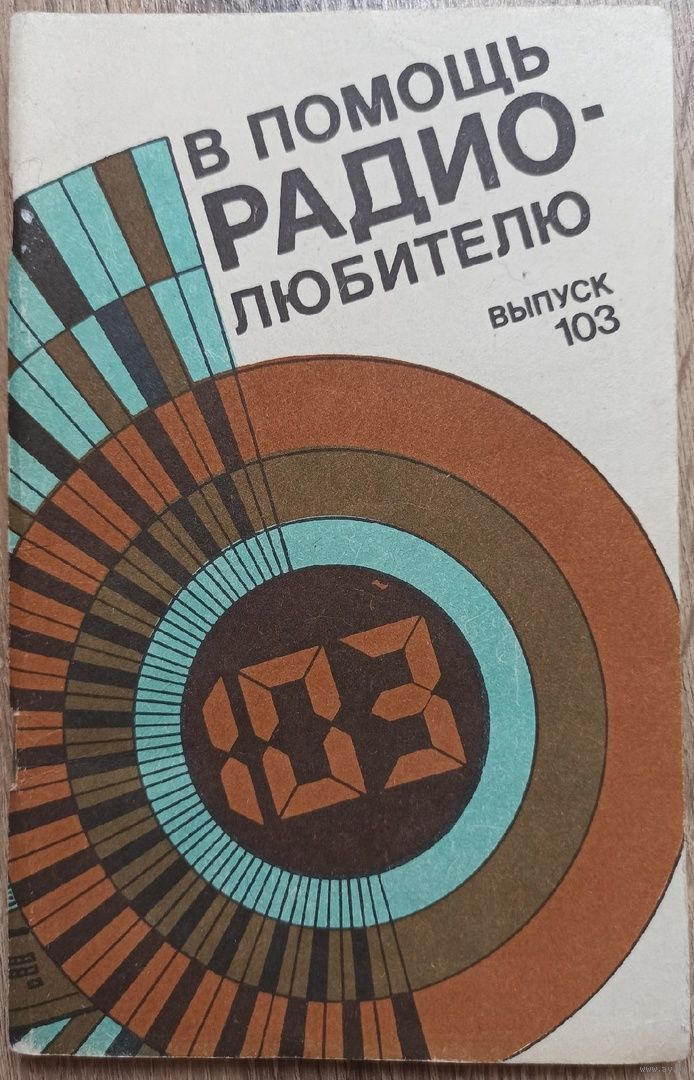 В ПОМОЩЬ
РАДИО-
ЛЮБИТЕЛЮ
ВЫПУСК
103
103